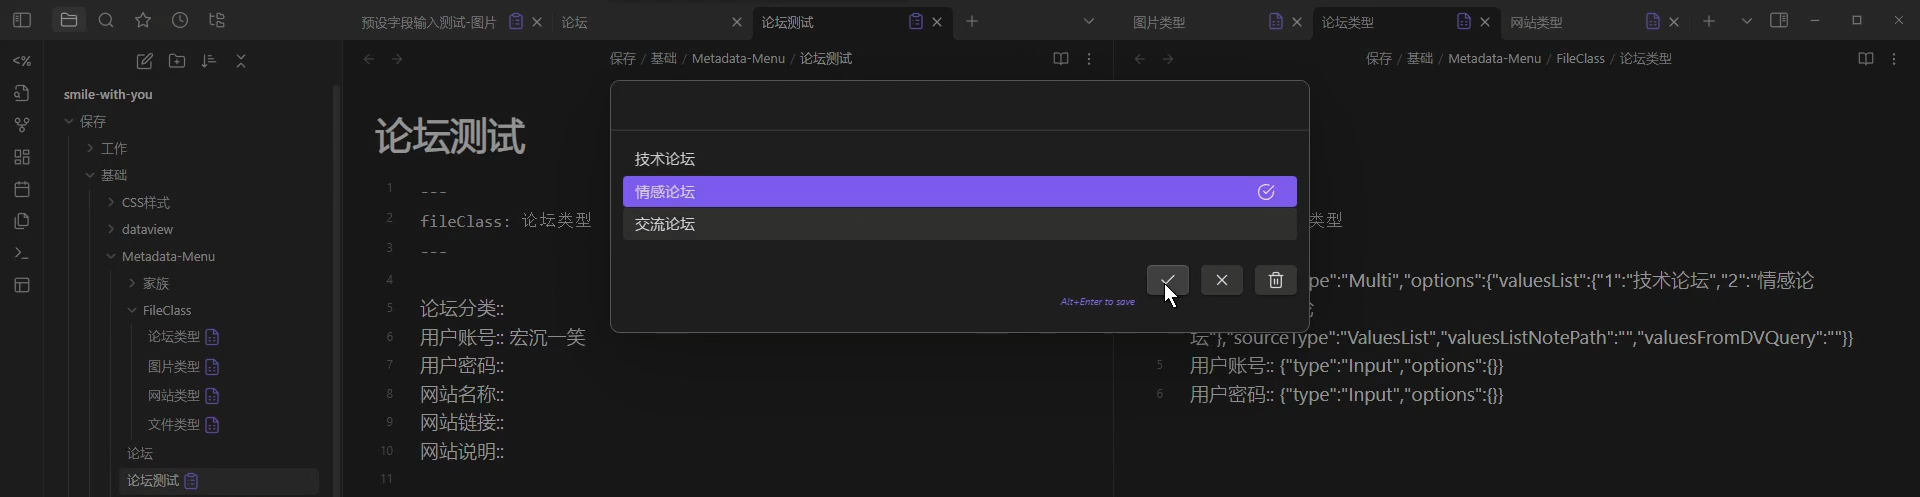 预设字段输入测试-图片
论坛
论坛测试
图片类型
论坛类型
网站类型
<%
保存 / 基础 / Metadata-Menu / 论坛测试
保存 / 基础 / Metadata-Menu / FileClass / 论坛类型
smile-with-you
保存
工作
基础
CSS样式
dataview
Metadata-Menu
家族
FileClass
论坛类型
图片类型
网站类型
文件类型
论坛
论坛测试
论坛测试
1 ---
2 fileClass: 论坛类型
3 ---
4
5 论坛分类::
6 用户账号:: 宏沉一笑
7 用户密码::
8 网站名称::
9 网站链接::
10 网站说明::
11
技术论坛
情感论坛
交流论坛
Alt+Enter to save
类型
pe":"Multi","options":{"valuesList":{"1":"技术论坛","2":"情感论
坛"},"sourceType":"ValuesList","valuesListNotePath":"","valuesFromDVQuery":""}}
5 用户账号:: {"type":"Input","options":{}}
6 用户密码:: {"type":"Input","options":{}}